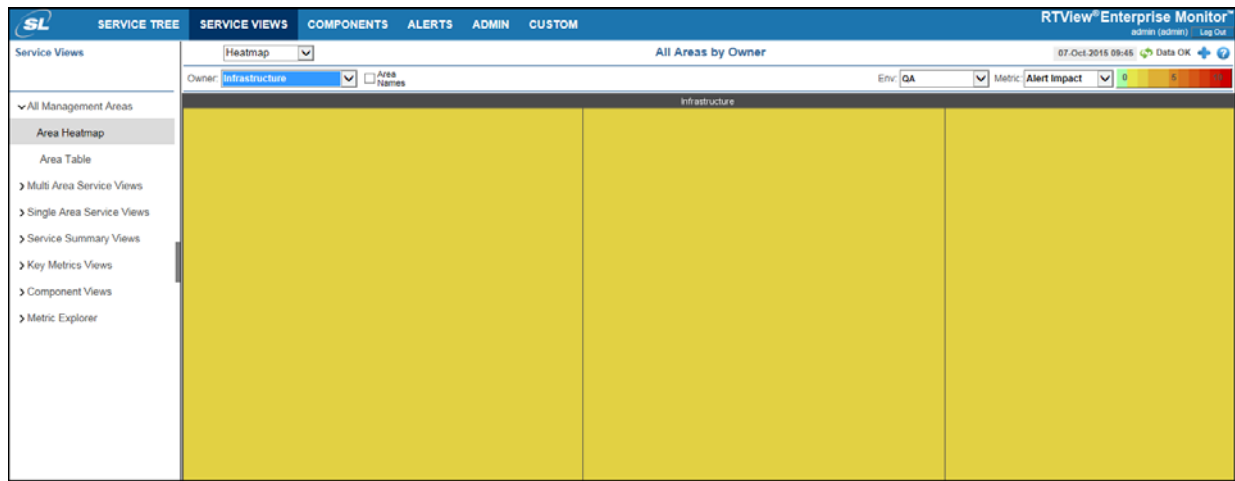 SL SERVICE TREE SERVICE VIEWS COMPONENTS ALERTS ADMIN CUSTOM RTView® Enterprise Monitor™
admin (admin) Log Out
Service Views Heatmap All Areas by Owner 07-Oct-2015 09:45 Data OK
Owner: Infrastructure Area Names Env: QA Metric: Alert Impact 0 5
Infrastructure
All Management Areas
Area Heatmap
Area Table
Multi Area Service Views
Single Area Service Views
Service Summary Views
Key Metrics Views
Component Views
Metric Explorer